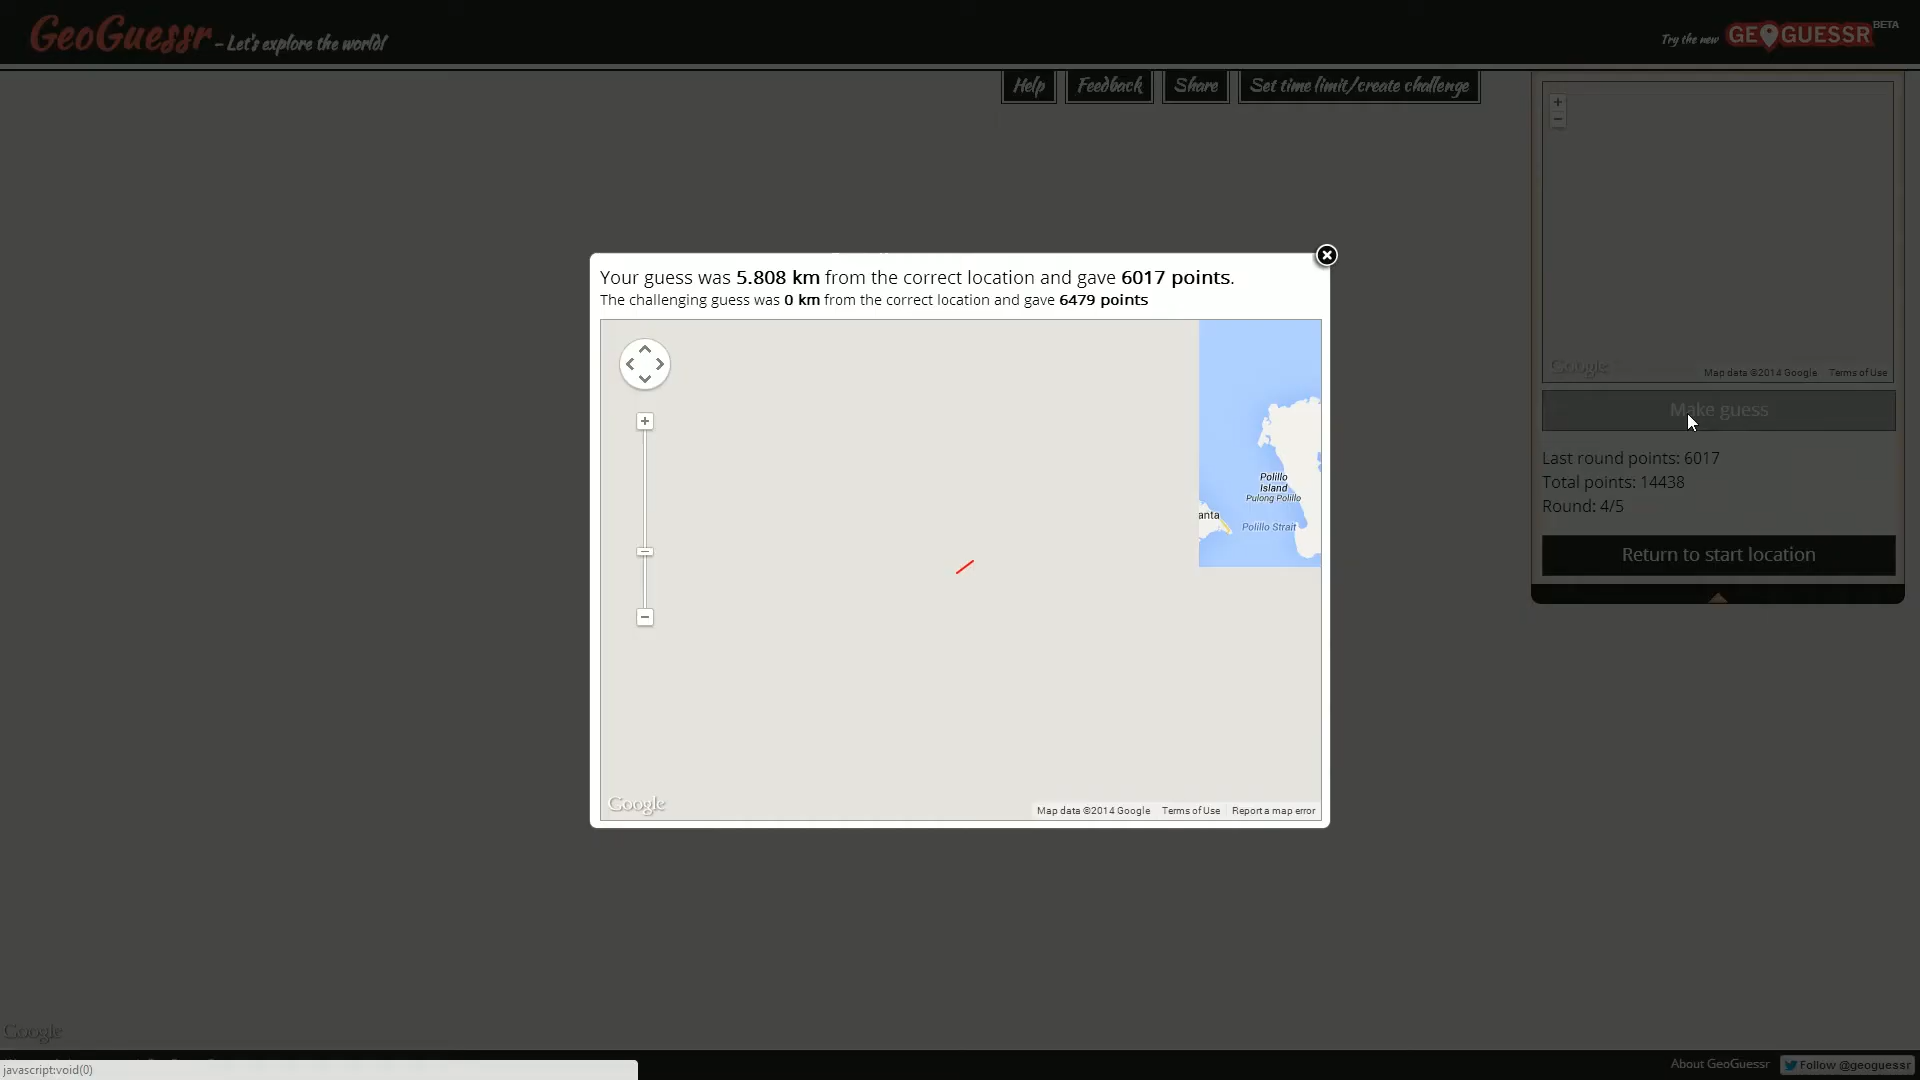 GeoGuessr - Let's explore the world!
Try the new GEOGUESSR BETA
Help
Feedback
Share
Set time limit/create challenge
+
−
Google
Map data ©2014 Google Terms of Use
Make guess
Last round points: 6017
Total points: 14438
Round: 4/5
Return to start location
Your guess was 5.808 km from the correct location and gave 6017 points.
The challenging guess was 0 km from the correct location and gave 6479 points
+
−
Polillo
Island
Pulong Polillo
anta
Polillo Strait
Google
Map data ©2014 Google Terms of Use Report a map error
Google
javascript:void(0)
About GeoGuessr
Follow @geoguessr